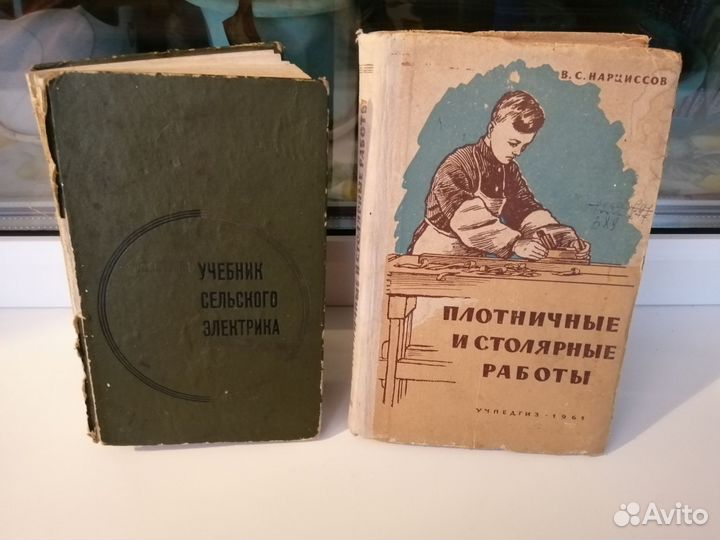 УЧЕБНИК
СЕЛЬСКОГО
ЭЛЕКТРИКА
В. С. НАРЦИССОВ
ПЛОТНИЧНЫЕ
И СТОЛЯРНЫЕ
РАБОТЫ
УЧПЕДГИЗ · 1961
Avito